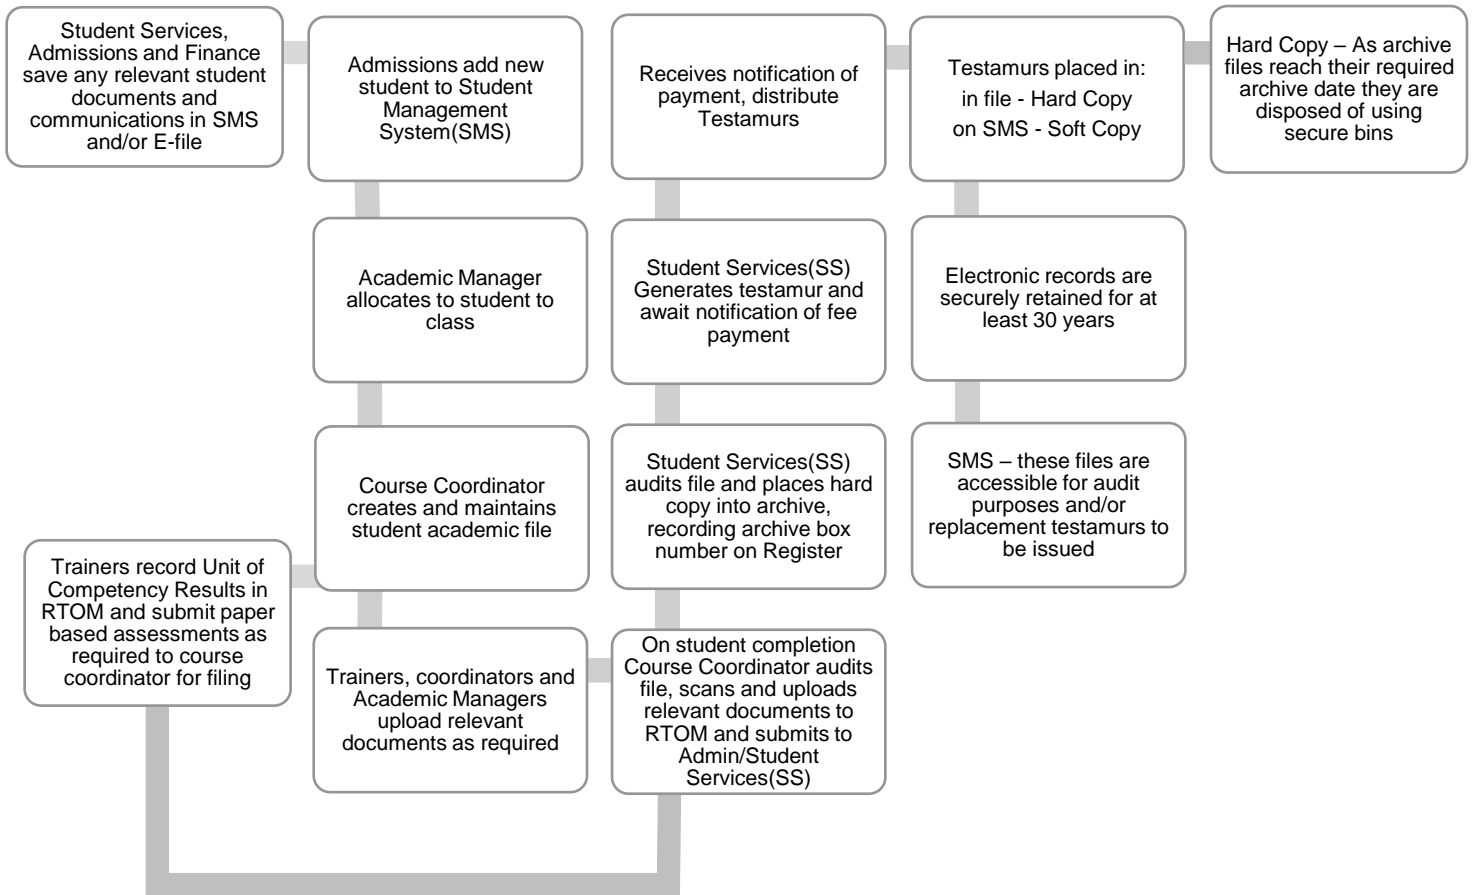 Student Services,
Admissions and Finance
save any relevant student
documents and
communications in SMS
and/or E-file
Admissions add new
student to Student
Management
System(SMS)
Academic Manager
allocates to student to
class
Course Coordinator
creates and maintains
student academic file
Trainers record Unit of
Competency Results in
RTOM and submit paper
based assessments as
required to course
coordinator for filing
Trainers, coordinators and
Academic Managers
upload relevant
documents as required
On student completion
Course Coordinator audits
file, scans and uploads
relevant documents to
RTOM and submits to
Admin/Student
Services(SS)
Student Services(SS)
audits file and places hard
copy into archive,
recording archive box
number on Register
Student Services(SS)
Generates testamur and
await notification of fee
payment
Receives notification of
payment, distribute
Testamurs
Testamurs placed in:
in file - Hard Copy
on SMS - Soft Copy
Electronic records are
securely retained for at
least 30 years
SMS – these files are
accessible for audit
purposes and/or
replacement testamurs to
be issued
Hard Copy – As archive
files reach their required
archive date they are
disposed of using
secure bins